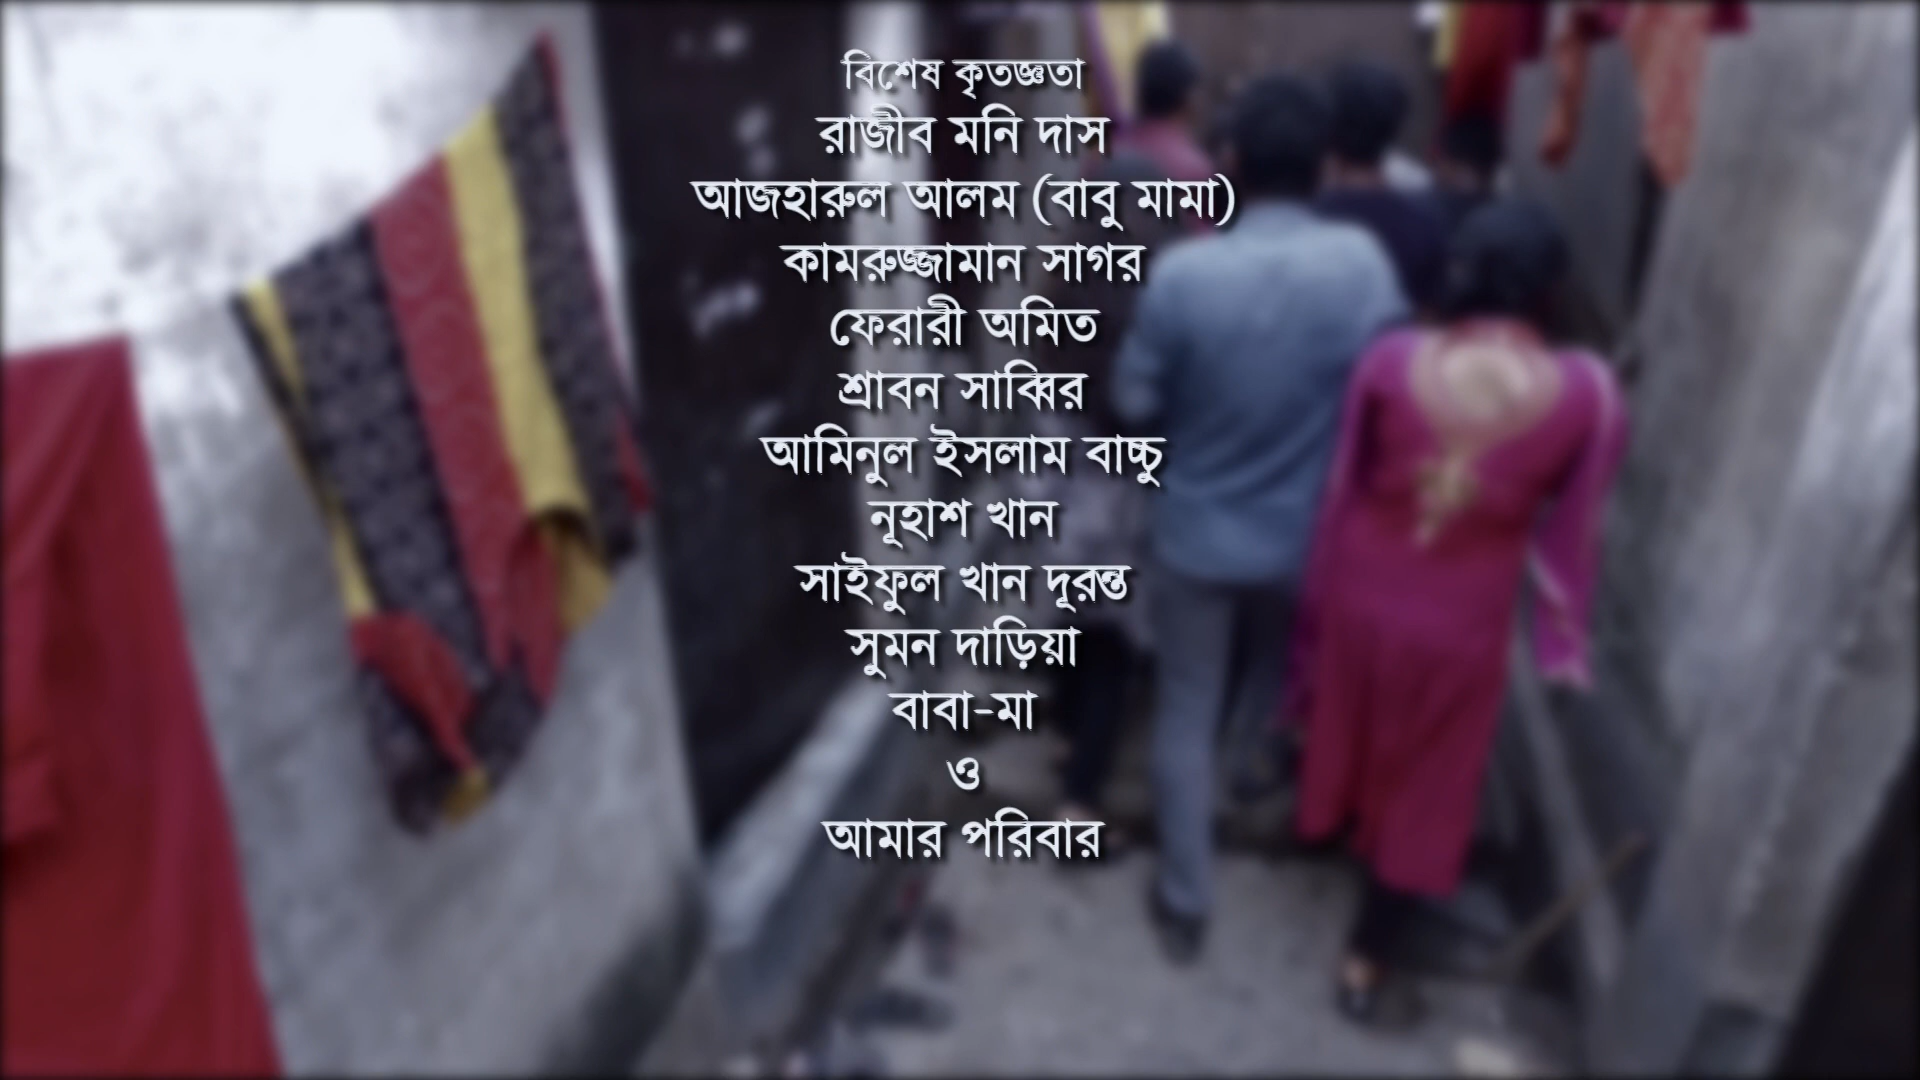 বিশেষ কৃতজ্ঞতা
রাজীব মনি দাস
আজহারুল আলম (বাবু মামা)
কামরুজ্জামান সাগর
ফেরারী অমিত
শ্রাবন সাব্বির
আমিনুল ইসলাম বাচ্চু
নূহাশ খান
সাইফুল খান দূরন্ত
সুমন দাড়িয়া
বাবা-মা
ও
আমার পরিবার